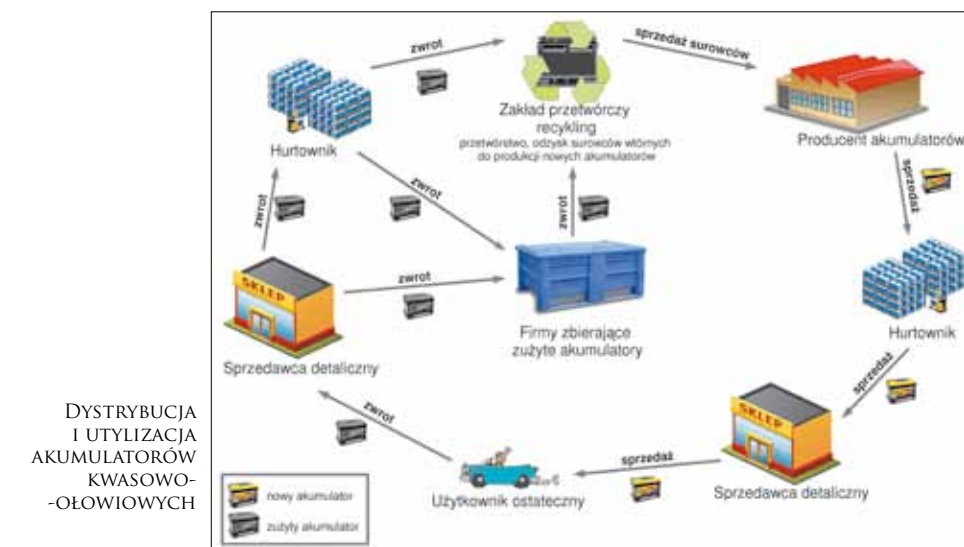 DYSTRYBUCJA
I UTYLIZACJA
AKUMULATORÓW
KWASOWO-
-OŁOWIOWYCH
zwrot
sprzedaż surowców
Zakład przetwórczy
recykling
przetwórstwo, odzysk surowców wtórnych
do produkcji nowych akumulatorów
Producent akumulatorów
Hurtownik
zwrot
zwrot
zwrot
sprzedaż
SKLEP
zwrot
Firmy zbierające
zużyte akumulatory
Hurtownik
Sprzedawca detaliczny
sprzedaż
zwrot
SKLEP
sprzedaż
Użytkownik ostateczny
Sprzedawca detaliczny
nowy akumulator
zużyty akumulator